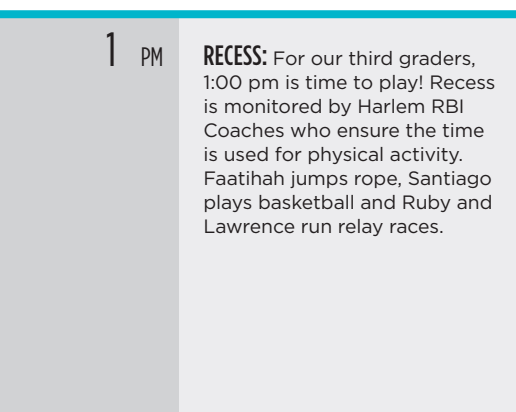 1 PM
RECESS: For our third graders,
1:00 pm is time to play! Recess
is monitored by Harlem RBI
Coaches who ensure the time
is used for physical activity.
Faatihah jumps rope, Santiago
plays basketball and Ruby and
Lawrence run relay races.